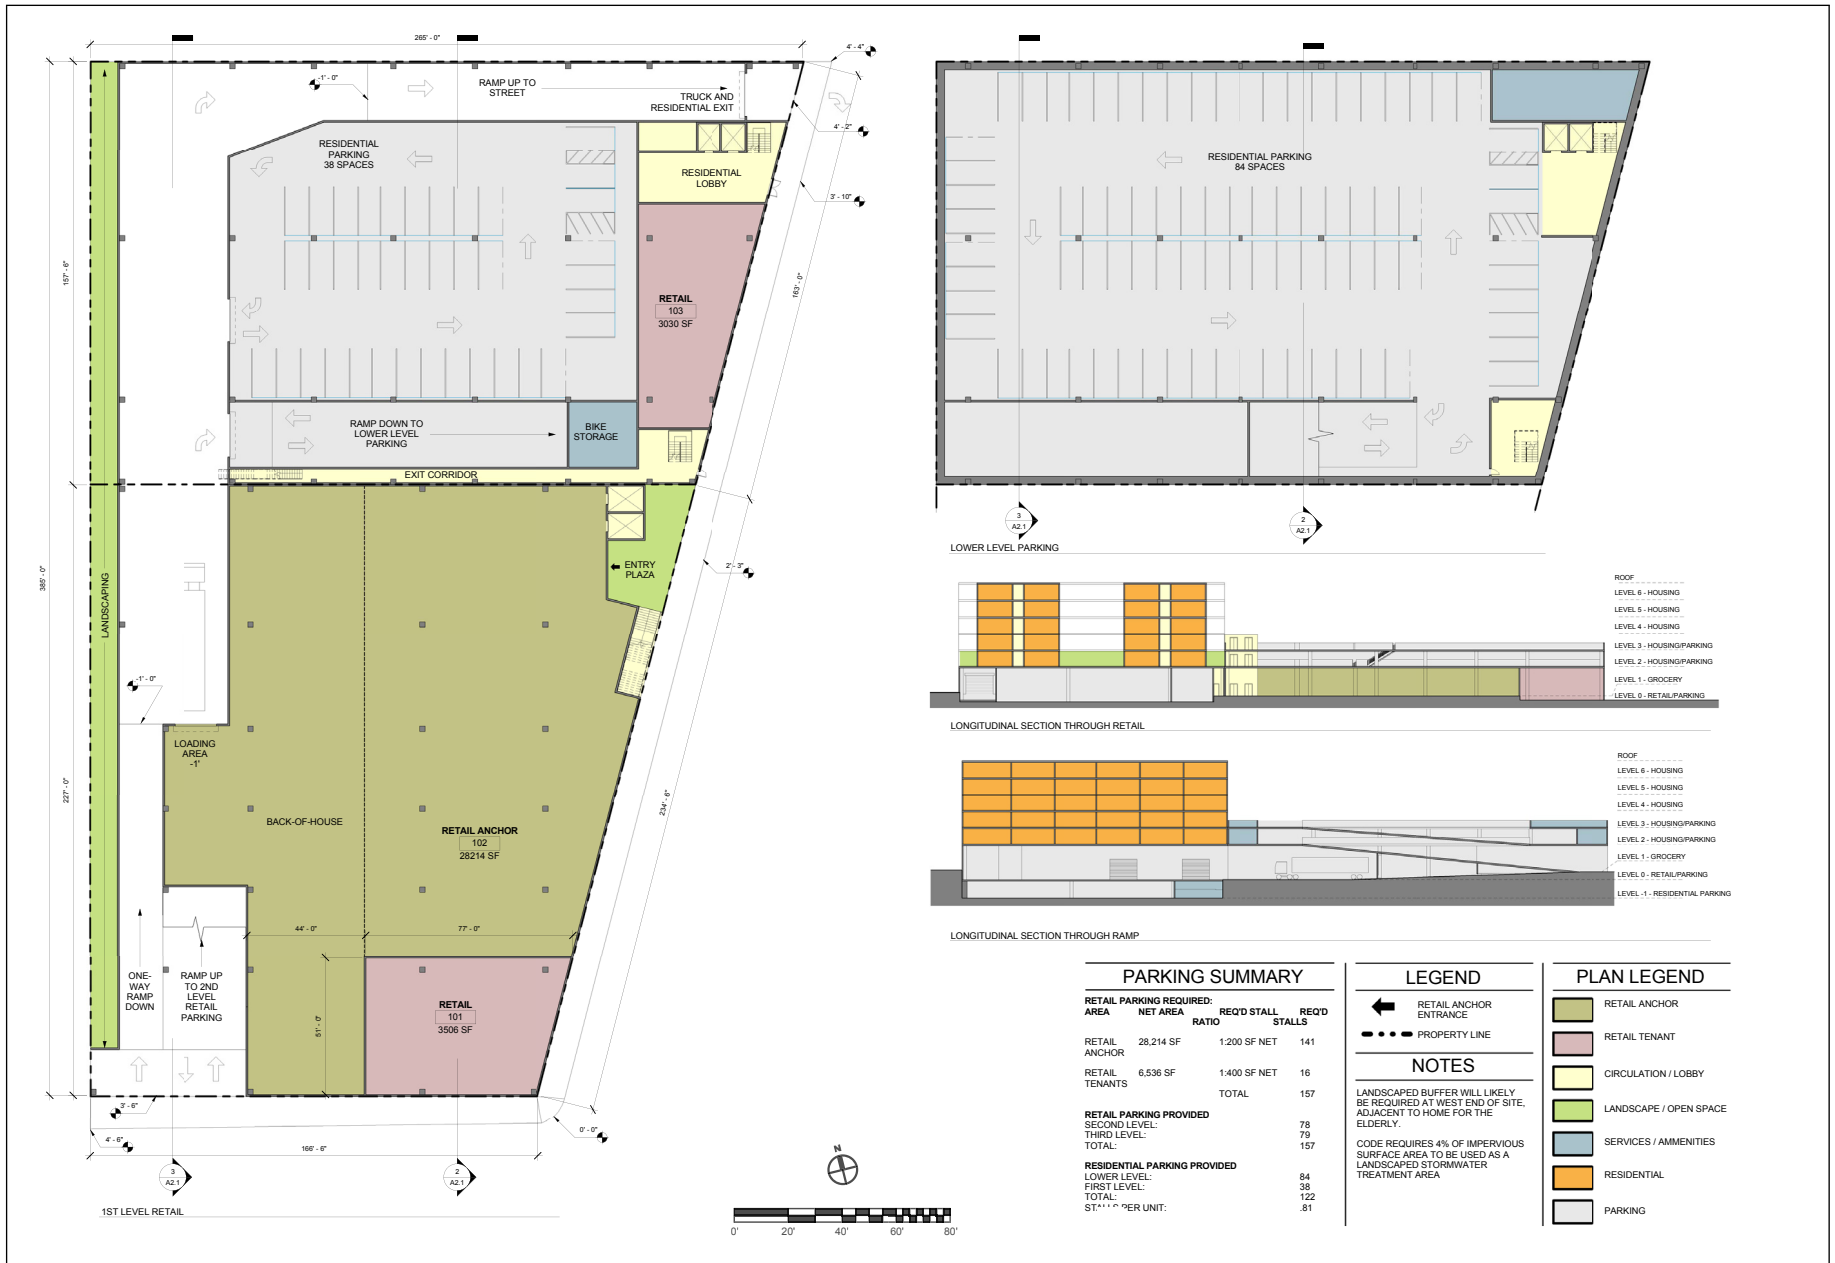 265' - 0"
4' - 4"
-1' - 0"
RAMP UP TO
STREET
TRUCK AND
RESIDENTIAL EXIT
4' - 2"
RESIDENTIAL
PARKING
38 SPACES
RESIDENTIAL
LOBBY
3' - 10"
157' - 6"
163' - 0"
RETAIL
103
3030 SF
RAMP DOWN TO
LOWER LEVEL
PARKING
BIKE
STORAGE
EXIT CORRIDOR
385' - 0"
LANDSCAPING
ENTRY
PLAZA
2' - 3"
-1' - 0"
LOADING
AREA
-1'
227' - 0"
234' - 6"
BACK-OF-HOUSE
RETAIL ANCHOR
102
28214 SF
44' - 0"
77' - 0"
ONE-
WAY
RAMP
DOWN
RAMP UP
TO 2ND
LEVEL
RETAIL
PARKING
51' - 0"
RETAIL
101
3506 SF
3' - 6"
4' - 6"
0' - 0"
166' - 6"
3
A2.1
2
A2.1
1ST LEVEL RETAIL
N
0' 20' 40' 60' 80'
RESIDENTIAL PARKING
84 SPACES
3
A2.1
2
A2.1
LOWER LEVEL PARKING
ROOF
LEVEL 6 - HOUSING
LEVEL 5 - HOUSING
LEVEL 4 - HOUSING
LEVEL 3 - HOUSING/PARKING
LEVEL 2 - HOUSING/PARKING
LEVEL 1 - GROCERY
LEVEL 0 - RETAIL/PARKING
LONGITUDINAL SECTION THROUGH RETAIL
ROOF
LEVEL 6 - HOUSING
LEVEL 5 - HOUSING
LEVEL 4 - HOUSING
LEVEL 3 - HOUSING/PARKING
LEVEL 2 - HOUSING/PARKING
LEVEL 1 - GROCERY
LEVEL 0 - RETAIL/PARKING
LEVEL -1 - RESIDENTIAL PARKING
LONGITUDINAL SECTION THROUGH RAMP
PARKING SUMMARY
RETAIL PARKING REQUIRED:
AREA NET AREA REQ'D STALL REQ'D
RATIO STALLS
RETAIL 28,214 SF 1:200 SF NET 141
ANCHOR
RETAIL 6,536 SF 1:400 SF NET 16
TENANTS
TOTAL 157
RETAIL PARKING PROVIDED
SECOND LEVEL: 78
THIRD LEVEL: 79
TOTAL: 157
RESIDENTIAL PARKING PROVIDED
LOWER LEVEL: 84
FIRST LEVEL: 38
TOTAL: 122
PER UNIT: .81
LEGEND
RETAIL ANCHOR
ENTRANCE
PROPERTY LINE
NOTES
LANDSCAPED BUFFER WILL LIKELY
BE REQUIRED AT WEST END OF SITE,
ADJACENT TO HOME FOR THE
ELDERLY.
CODE REQUIRES 4% OF IMPERVIOUS
SURFACE AREA TO BE USED AS A
LANDSCAPED STORMWATER
TREATMENT AREA
PLAN LEGEND
RETAIL ANCHOR
RETAIL TENANT
CIRCULATION / LOBBY
LANDSCAPE / OPEN SPACE
SERVICES / AMMENITIES
RESIDENTIAL
PARKING